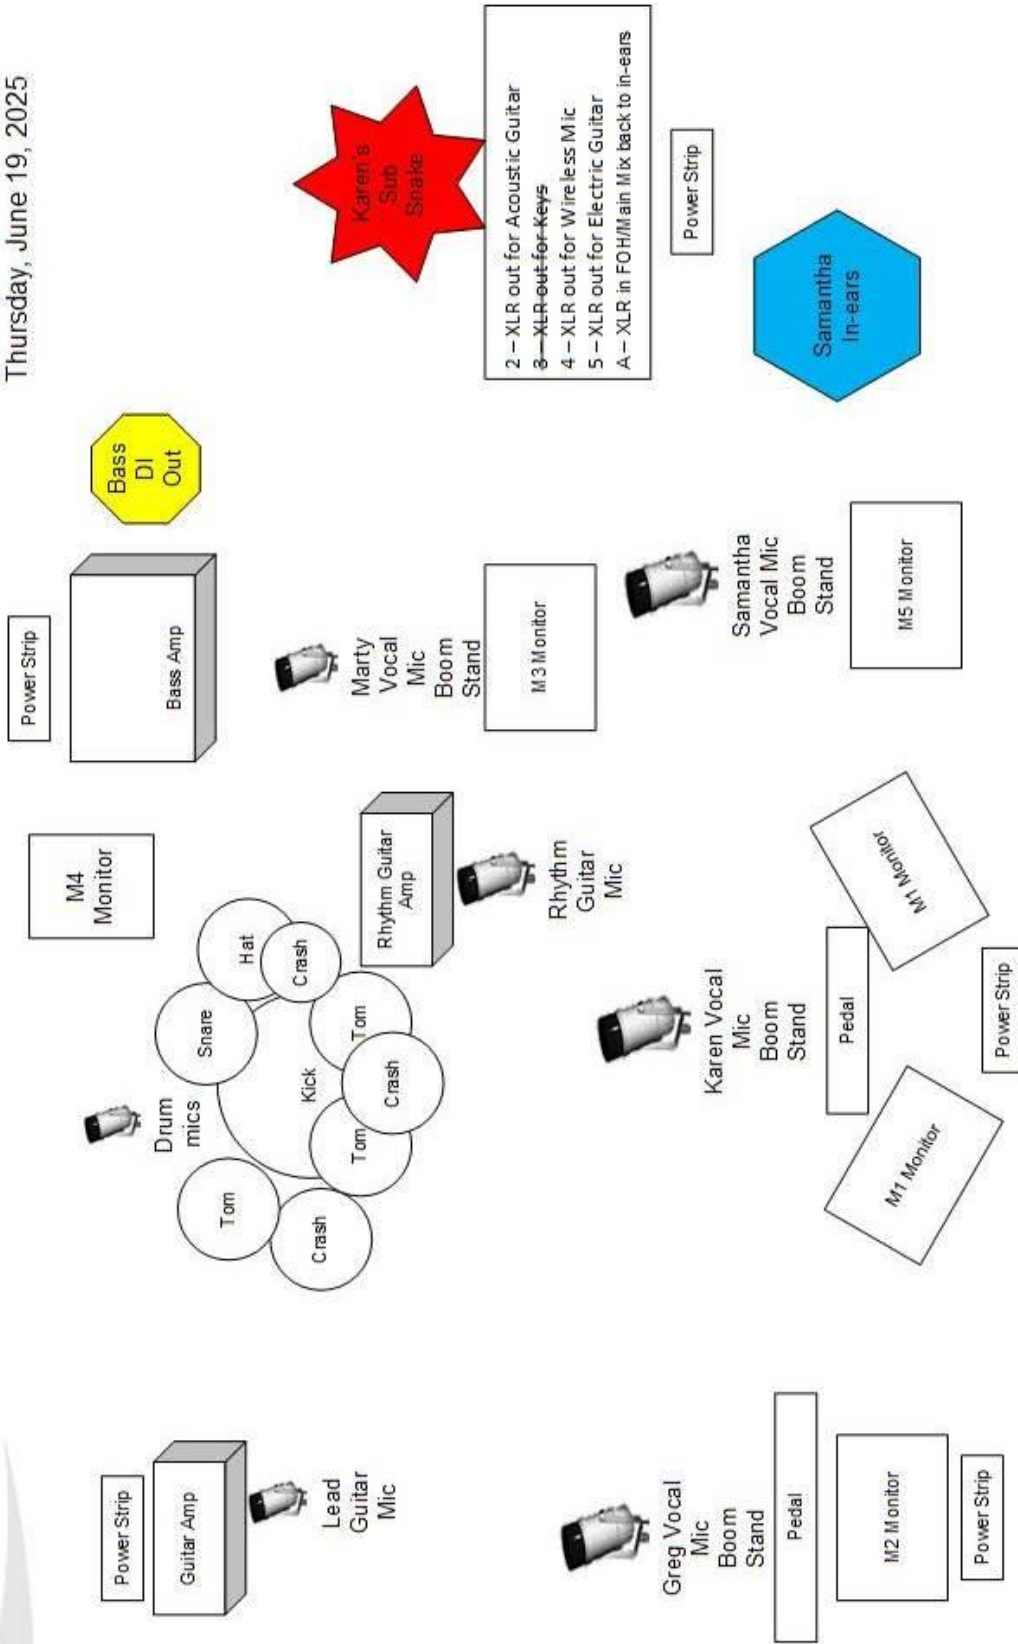 Thursday, June 19, 2025
Power Strip
Guitar Amp
Lead
Guitar
Mic
Drum
mics
Tom
Crash
Snare
Hat
Crash
Kick
Tom
Tom
Crash
M4
Monitor
Rhythm Guitar
Amp
Rhythm
Guitar
Mic
Power Strip
Bass Amp
Bass
DI
Out
Marty
Vocal
Mic
Boom
Stand
M3 Monitor
Karen's
Sub
Snake
2 – XLR out for Acoustic Guitar
3 – XLR out for Keys
4 – XLR out for Wireless Mic
5 – XLR out for Electric Guitar
A – XLR in FOH/Main Mix back to in-ears
Power Strip
Greg Vocal
Mic
Boom
Stand
Pedal
M2 Monitor
Power Strip
Karen Vocal
Mic
Boom
Stand
Pedal
M1 Monitor
M1 Monitor
Power Strip
Samantha
Vocal Mic
Boom
Stand
M5 Monitor
Samantha
In-ears